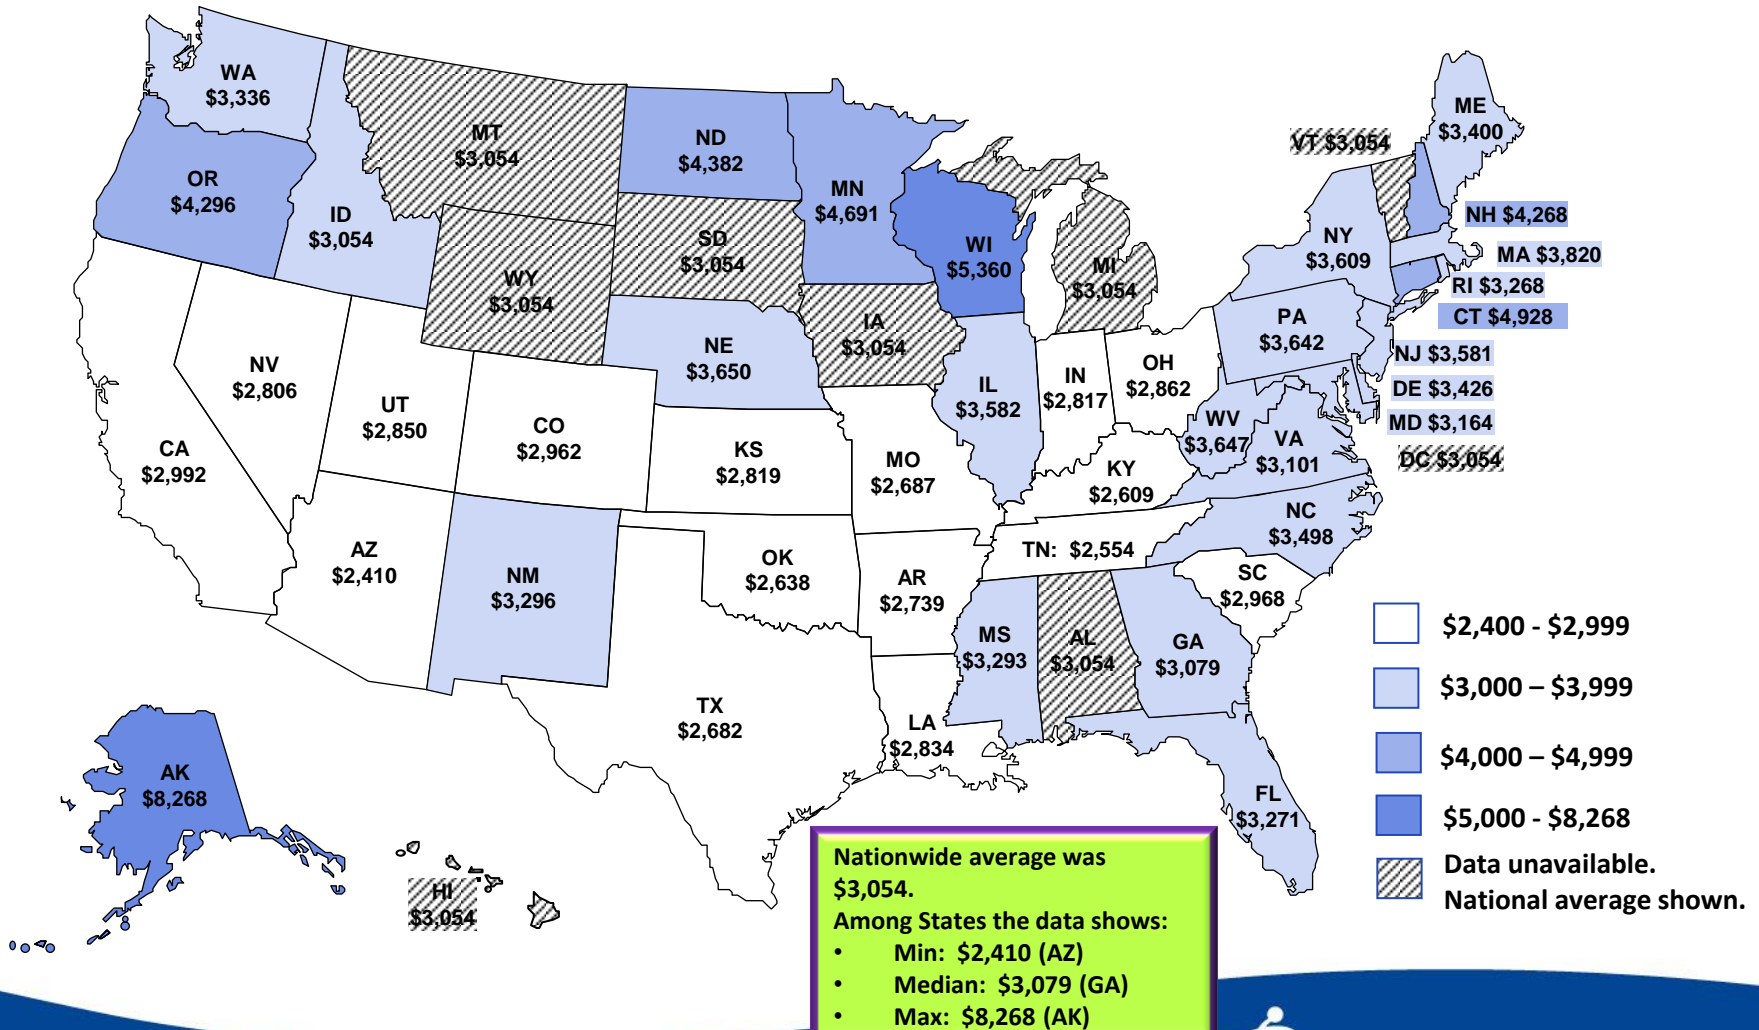 WA
$3,336
MT
$3,054
ND
$4,382
ME
$3,400
VT $3,054
OR
$4,296
ID
$3,054
MN
$4,691
SD
$3,054
WI
$5,360
MI
$3,054
NY
$3,609
NH $4,268
MA $3,820
RI $3,268
CT $4,928
WY
$3,054
IA
$3,054
PA
$3,642
NJ $3,581
DE $3,426
MD $3,164
DC $3,054
NV
$2,806
UT
$2,850
NE
$3,650
IL
$3,582
IN
$2,817
OH
$2,862
WV
$3,647
VA
$3,101
CA
$2,992
CO
$2,962
KS
$2,819
MO
$2,687
KY
$2,609
NC
$3,498
TN: $2,554
AZ
$2,410
NM
$3,296
OK
$2,638
AR
$2,739
SC
$2,968
MS
$3,293
AL
$3,054
GA
$3,079
TX
$2,682
LA
$2,834
FL
$3,271
AK
$8,268
HI
$3,054
$2,400 - $2,999
$3,000 – $3,999
$4,000 – $4,999
$5,000 - $8,268
Data unavailable.
National average shown.
Nationwide average was
$3,054.
Among States the data shows:
• Min: $2,410 (AZ)
• Median: $3,079 (GA)
• Max: $8,268 (AK)